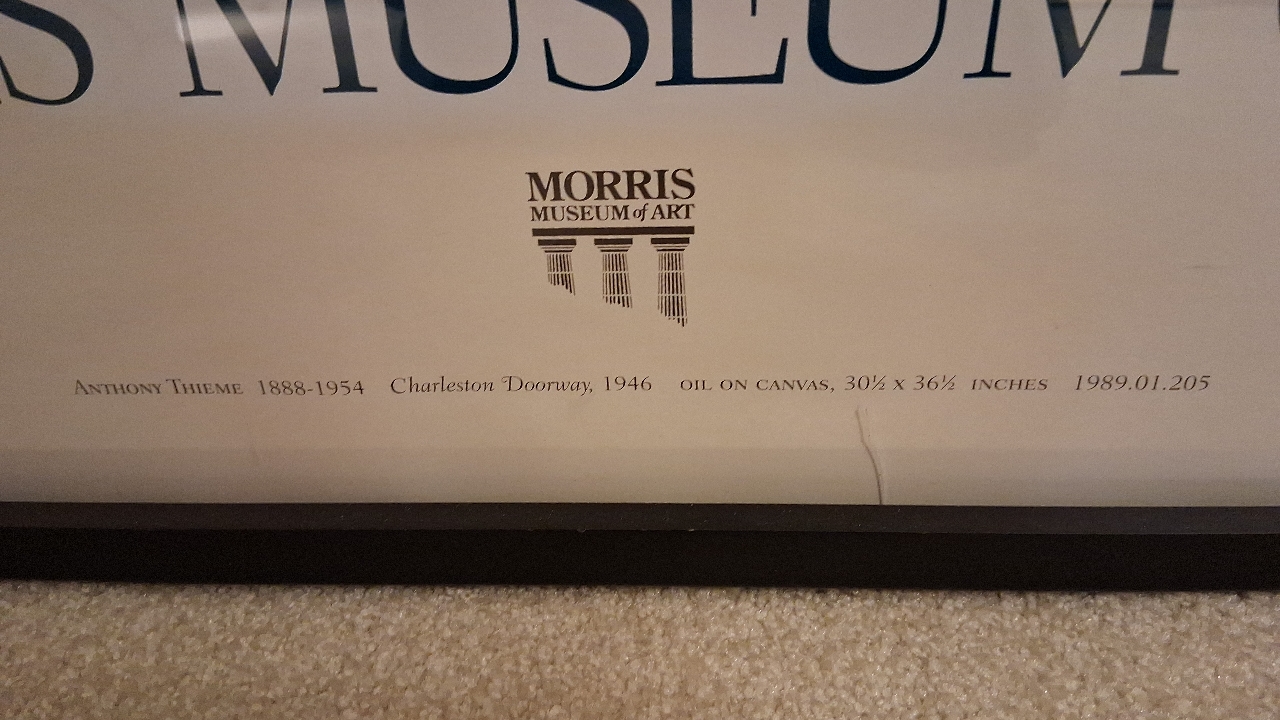 S MUSEUM
MORRIS
MUSEUM of ART
ANTHONY THIEME 1888-1954 Charleston Doorway, 1946 OIL ON CANVAS, 30½ X 36½ INCHES 1989.01.205